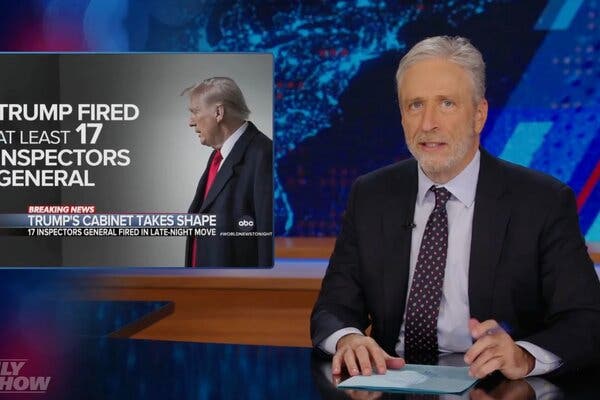 TRUMP FIRED
AT LEAST 17
INSPECTORS
GENERAL
BREAKING NEWS
TRUMP'S CABINET TAKES SHAPE
17 INSPECTORS GENERAL FIRED IN LATE-NIGHT MOVE
abc
#WORLDNEWSTONIGHT
ILY
SHOW